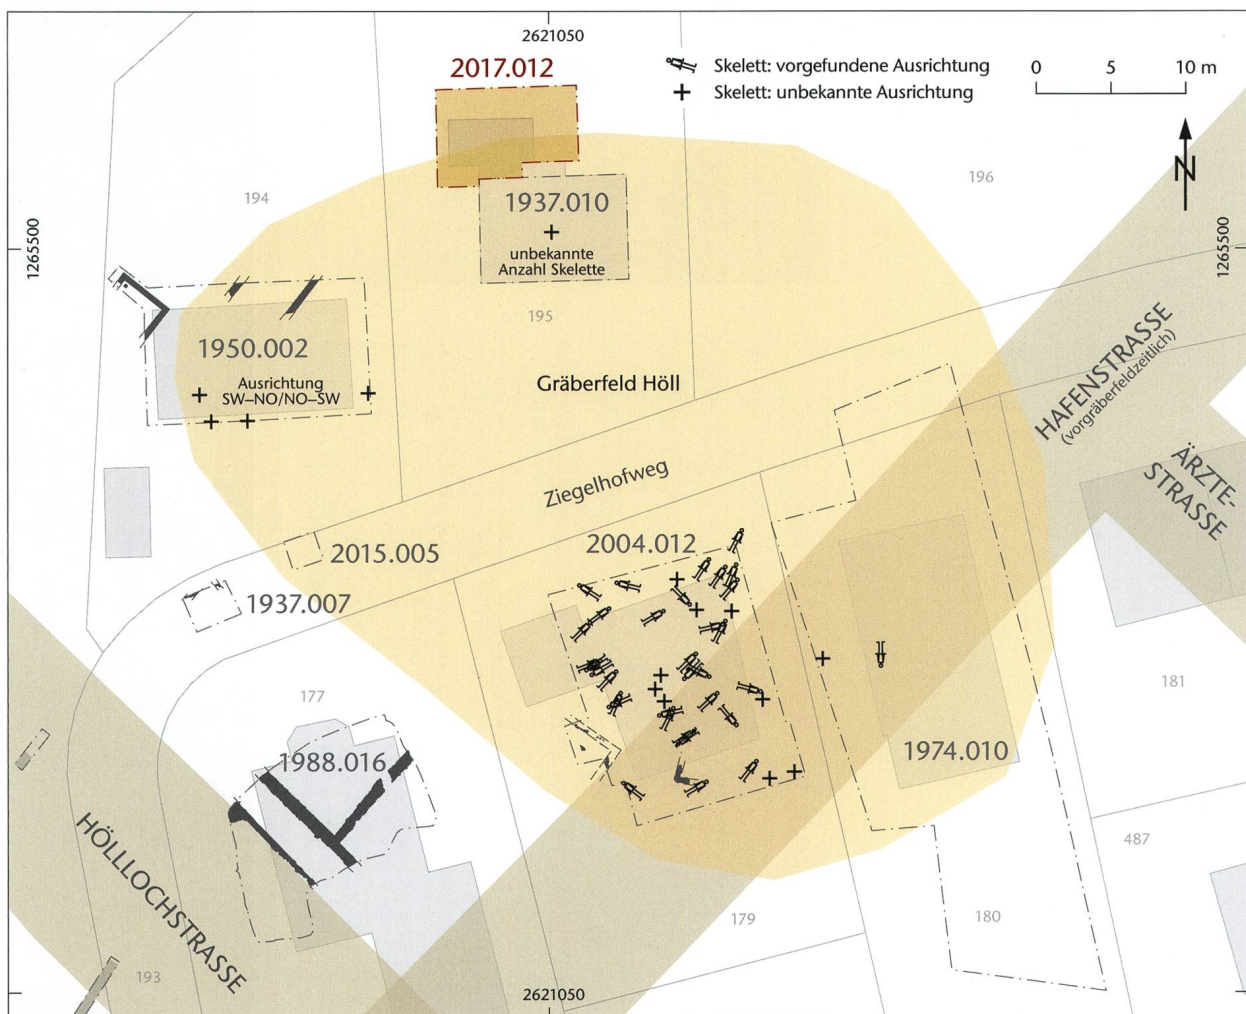 2621050
2017.012
Skelett: vorgefundene Ausrichtung
Skelett: unbekannte Ausrichtung
0 5 10 m
N
194
196
1937.010
unbekannte
Anzahl Skelette
1265500
1265500
195
1950.002
Ausrichtung
SW–NO/NO–SW
Gräberfeld Höll
HAFENSTRASSE
(vorgräberfeldzeitlich)
ÄRZTE-
STRASSE
Ziegelhofweg
2015.005
2004.012
1937.007
177
181
1988.016
1974.010
HÖLLLOCHSTRASSE
487
179
180
193
2621050